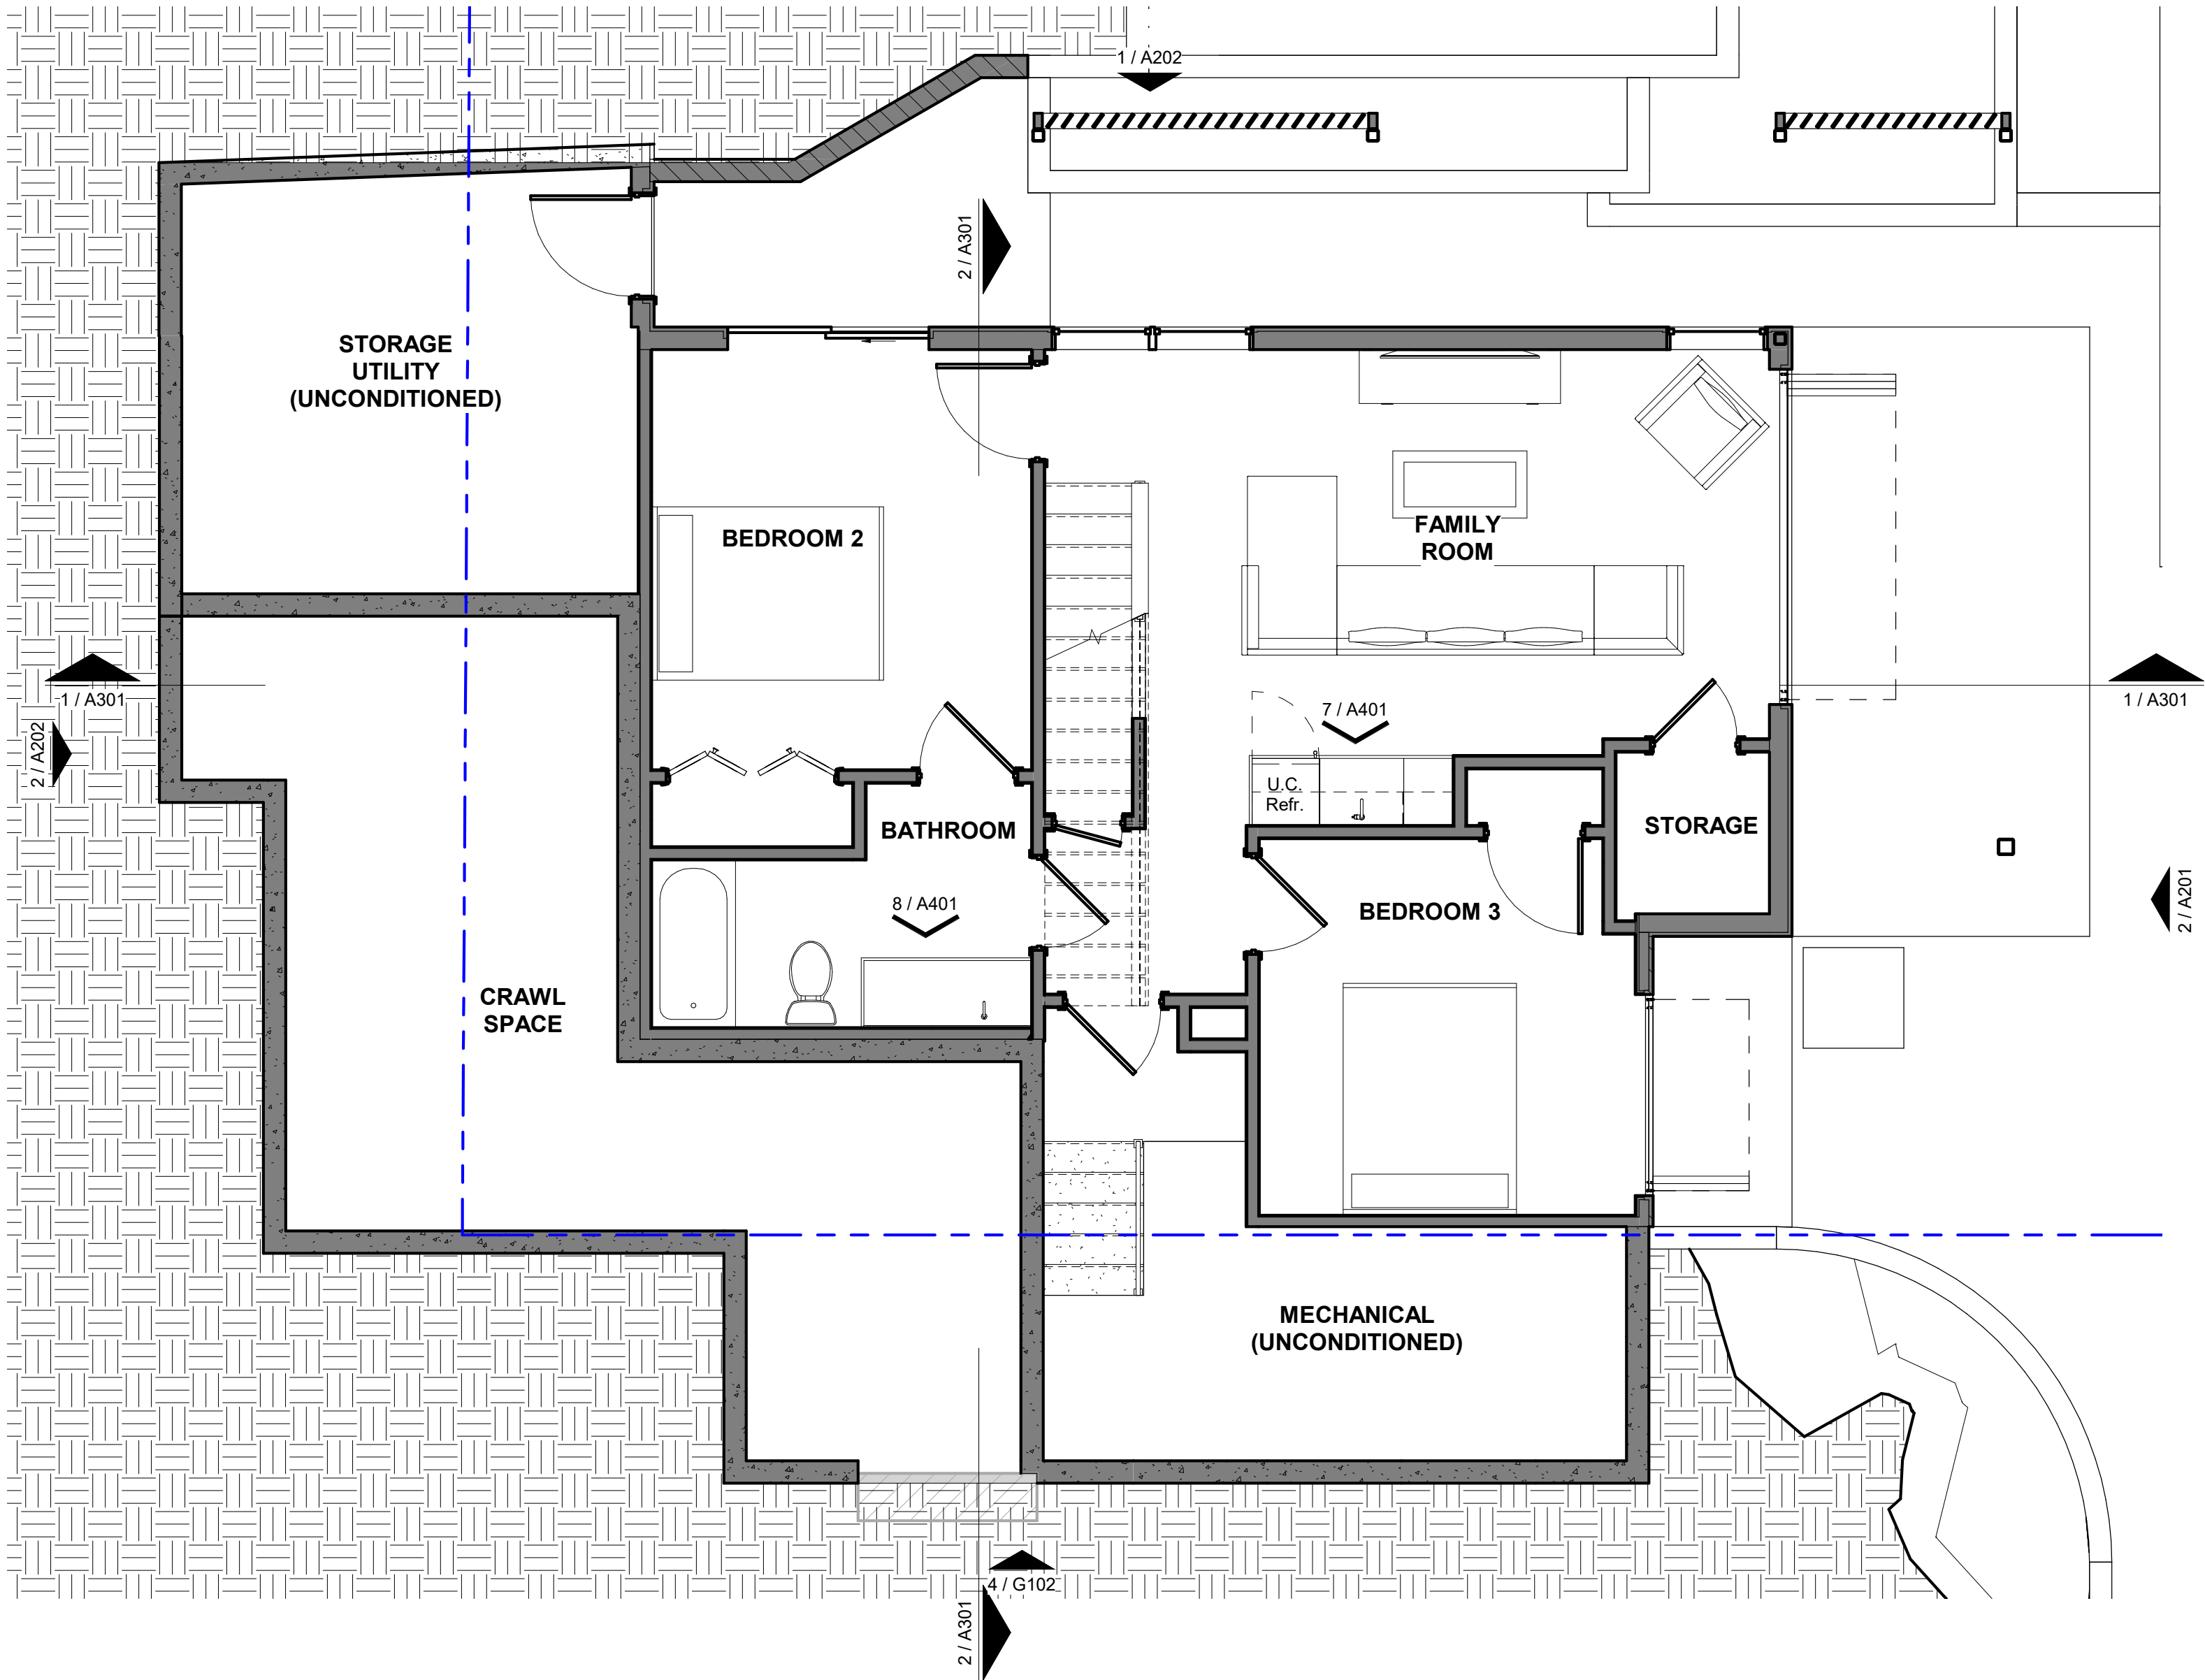 1 / A202
2 / A301
STORAGE
UTILITY
(UNCONDITIONED)
BEDROOM 2
FAMILY
ROOM
1 / A301
1 / A301
7 / A401
2 / A202
U.C.
Refr.
BATHROOM
STORAGE
8 / A401
BEDROOM 3
2 / A201
CRAWL
SPACE
MECHANICAL
(UNCONDITIONED)
4 / G102
2 / A301